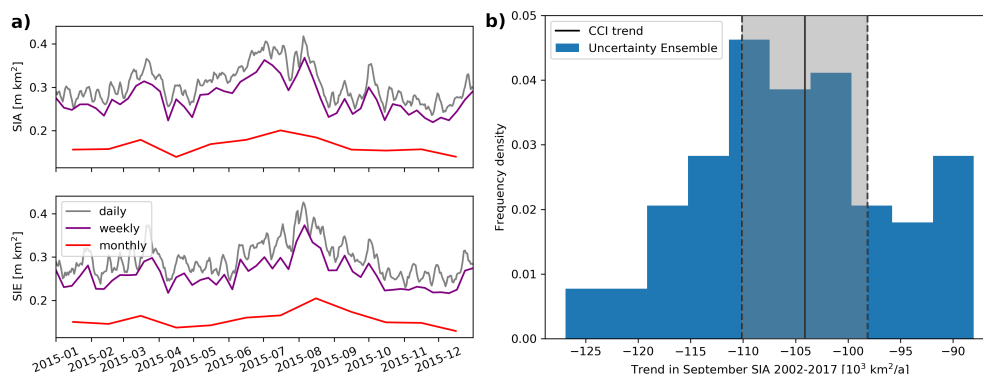 a)
SIA [m km²]
0.4
0.3
0.2
SIE [m km²]
0.4
0.3
0.2
daily
weekly
monthly
2015-01
2015-02
2015-03
2015-04
2015-05
2015-06
2015-07
2015-08
2015-09
2015-10
2015-11
2015-12
b)
CCI trend
Uncertainty Ensemble
Frequency density
0.05
0.04
0.03
0.02
0.01
0.00
−125
−120
−115
−110
−105
−100
−95
−90
Trend in September SIA 2002-2017 [10³ km²/a]